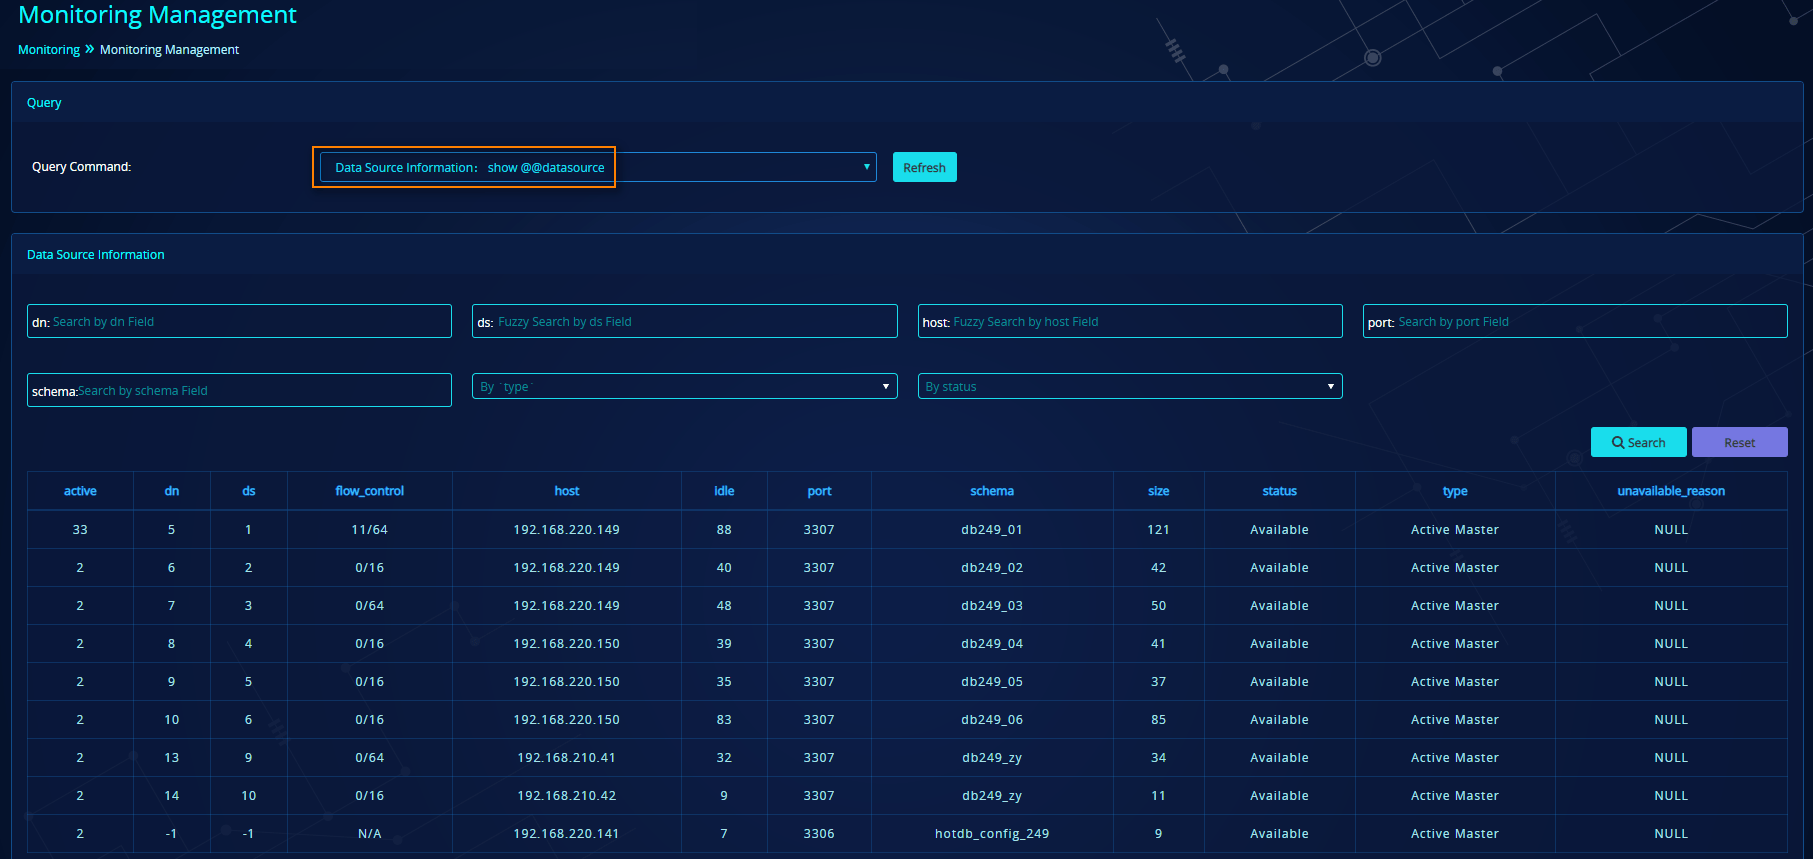 Monitoring Management
Monitoring » Monitoring Management
Query
Query Command: Data Source Information: show @@datasource Refresh
Data Source Information
dn: Search by dn Field ds: Fuzzy Search by ds Field host: Fuzzy Search by host Field port: Search by port Field
schema: Search by schema Field By `type` By status
Search Reset
active dn ds flow_control host idle port schema size status type unavailable_reason
33 5 1 11/64 192.168.220.149 88 3307 db249_01 121 Available Active Master NULL
2 6 2 0/16 192.168.220.149 40 3307 db249_02 42 Available Active Master NULL
2 7 3 0/64 192.168.220.149 48 3307 db249_03 50 Available Active Master NULL
2 8 4 0/16 192.168.220.150 39 3307 db249_04 41 Available Active Master NULL
2 9 5 0/16 192.168.220.150 35 3307 db249_05 37 Available Active Master NULL
2 10 6 0/16 192.168.220.150 83 3307 db249_06 85 Available Active Master NULL
2 13 9 0/64 192.168.210.41 32 3307 db249_zy 34 Available Active Master NULL
2 14 10 0/16 192.168.210.42 9 3307 db249_zy 11 Available Active Master NULL
2 -1 -1 N/A 192.168.220.141 7 3306 hotdb_config_249 9 Available Active Master NULL